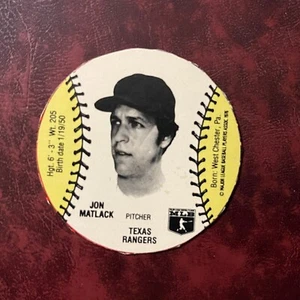 Hgt. 6' - 3" Wt. 205
Birth date 1/19/50
JON
MATLACK
PITCHER
TEXAS
RANGERS
MLB
Born: West Chester, Pa.